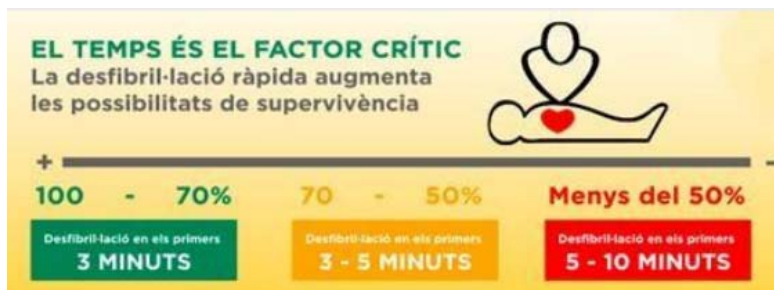 EL TEMPS ÉS EL FACTOR CRÍTIC
La desfibril·lació ràpida augmenta
les possibilitats de supervivència
+ -
100 - 70%
Desfibril·lació en els primers
3 MINUTS
70 - 50%
Desfibril·lació en els primers
3 - 5 MINUTS
Menys del 50%
Desfibril·lació en els primers
5 - 10 MINUTS